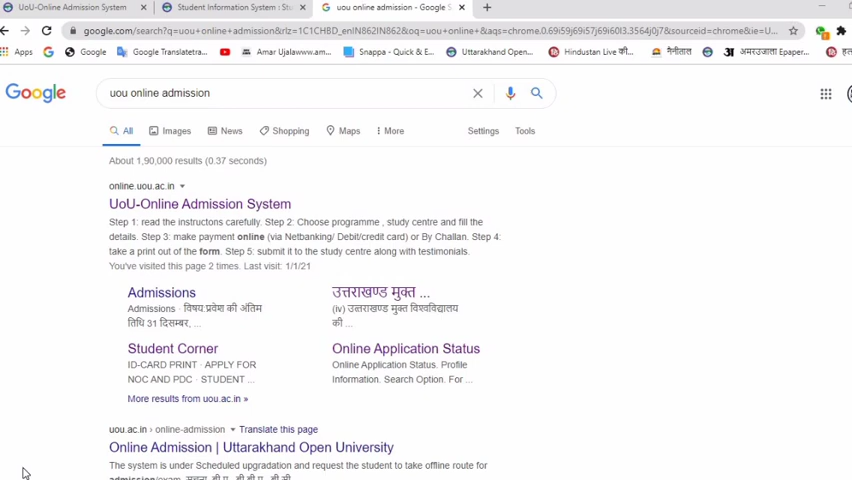 UoU-Online Admission System
Student Information System : Stu
uou online admission - Google S
google.com/search?q=uou+online+admission&rlz=1C1CHBD_enIN862IN862&oq=uou+online+&aqs=chrome.0.69i59j69i57j69i60l3.3564j0j7&sourceid=chrome&ie=U...
Apps Google Google Translatetra... Amar Ujalawww.am... Snappa - Quick & E... Uttarakhand Open... Hindustan Live की... नैनीताल अमरउजाला Epaper...
Google
uou online admission
All Images News Shopping Maps More Settings Tools
About 1,90,000 results (0.37 seconds)
online.uou.ac.in
UoU-Online Admission System
Step 1: read the instructons carefully. Step 2: Choose programme , study centre and fill the
details. Step 3: make payment online (via Netbanking/ Debit/credit card) or By Challan. Step 4:
take a print out of the form. Step 5: submit it to the study centre along with testimonials.
You've visited this page 2 times. Last visit: 1/1/21
Admissions
Admissions · विषय:प्रवेश की अंतिम
तिथि 31 दिसम्बर, ...
उत्तराखण्ड मुक्त ...
(iv) उत्तराखण्ड मुक्त विश्वविद्यालय
की ...
Student Corner
ID-CARD PRINT · APPLY FOR
NOC AND PDC · STUDENT ...
Online Application Status
Online Application Status. Profile
Information. Search Option. For ...
More results from uou.ac.in »
uou.ac.in › online-admission Translate this page
Online Admission | Uttarakhand Open University
The system is under Scheduled upgradation and request the student to take offline route for